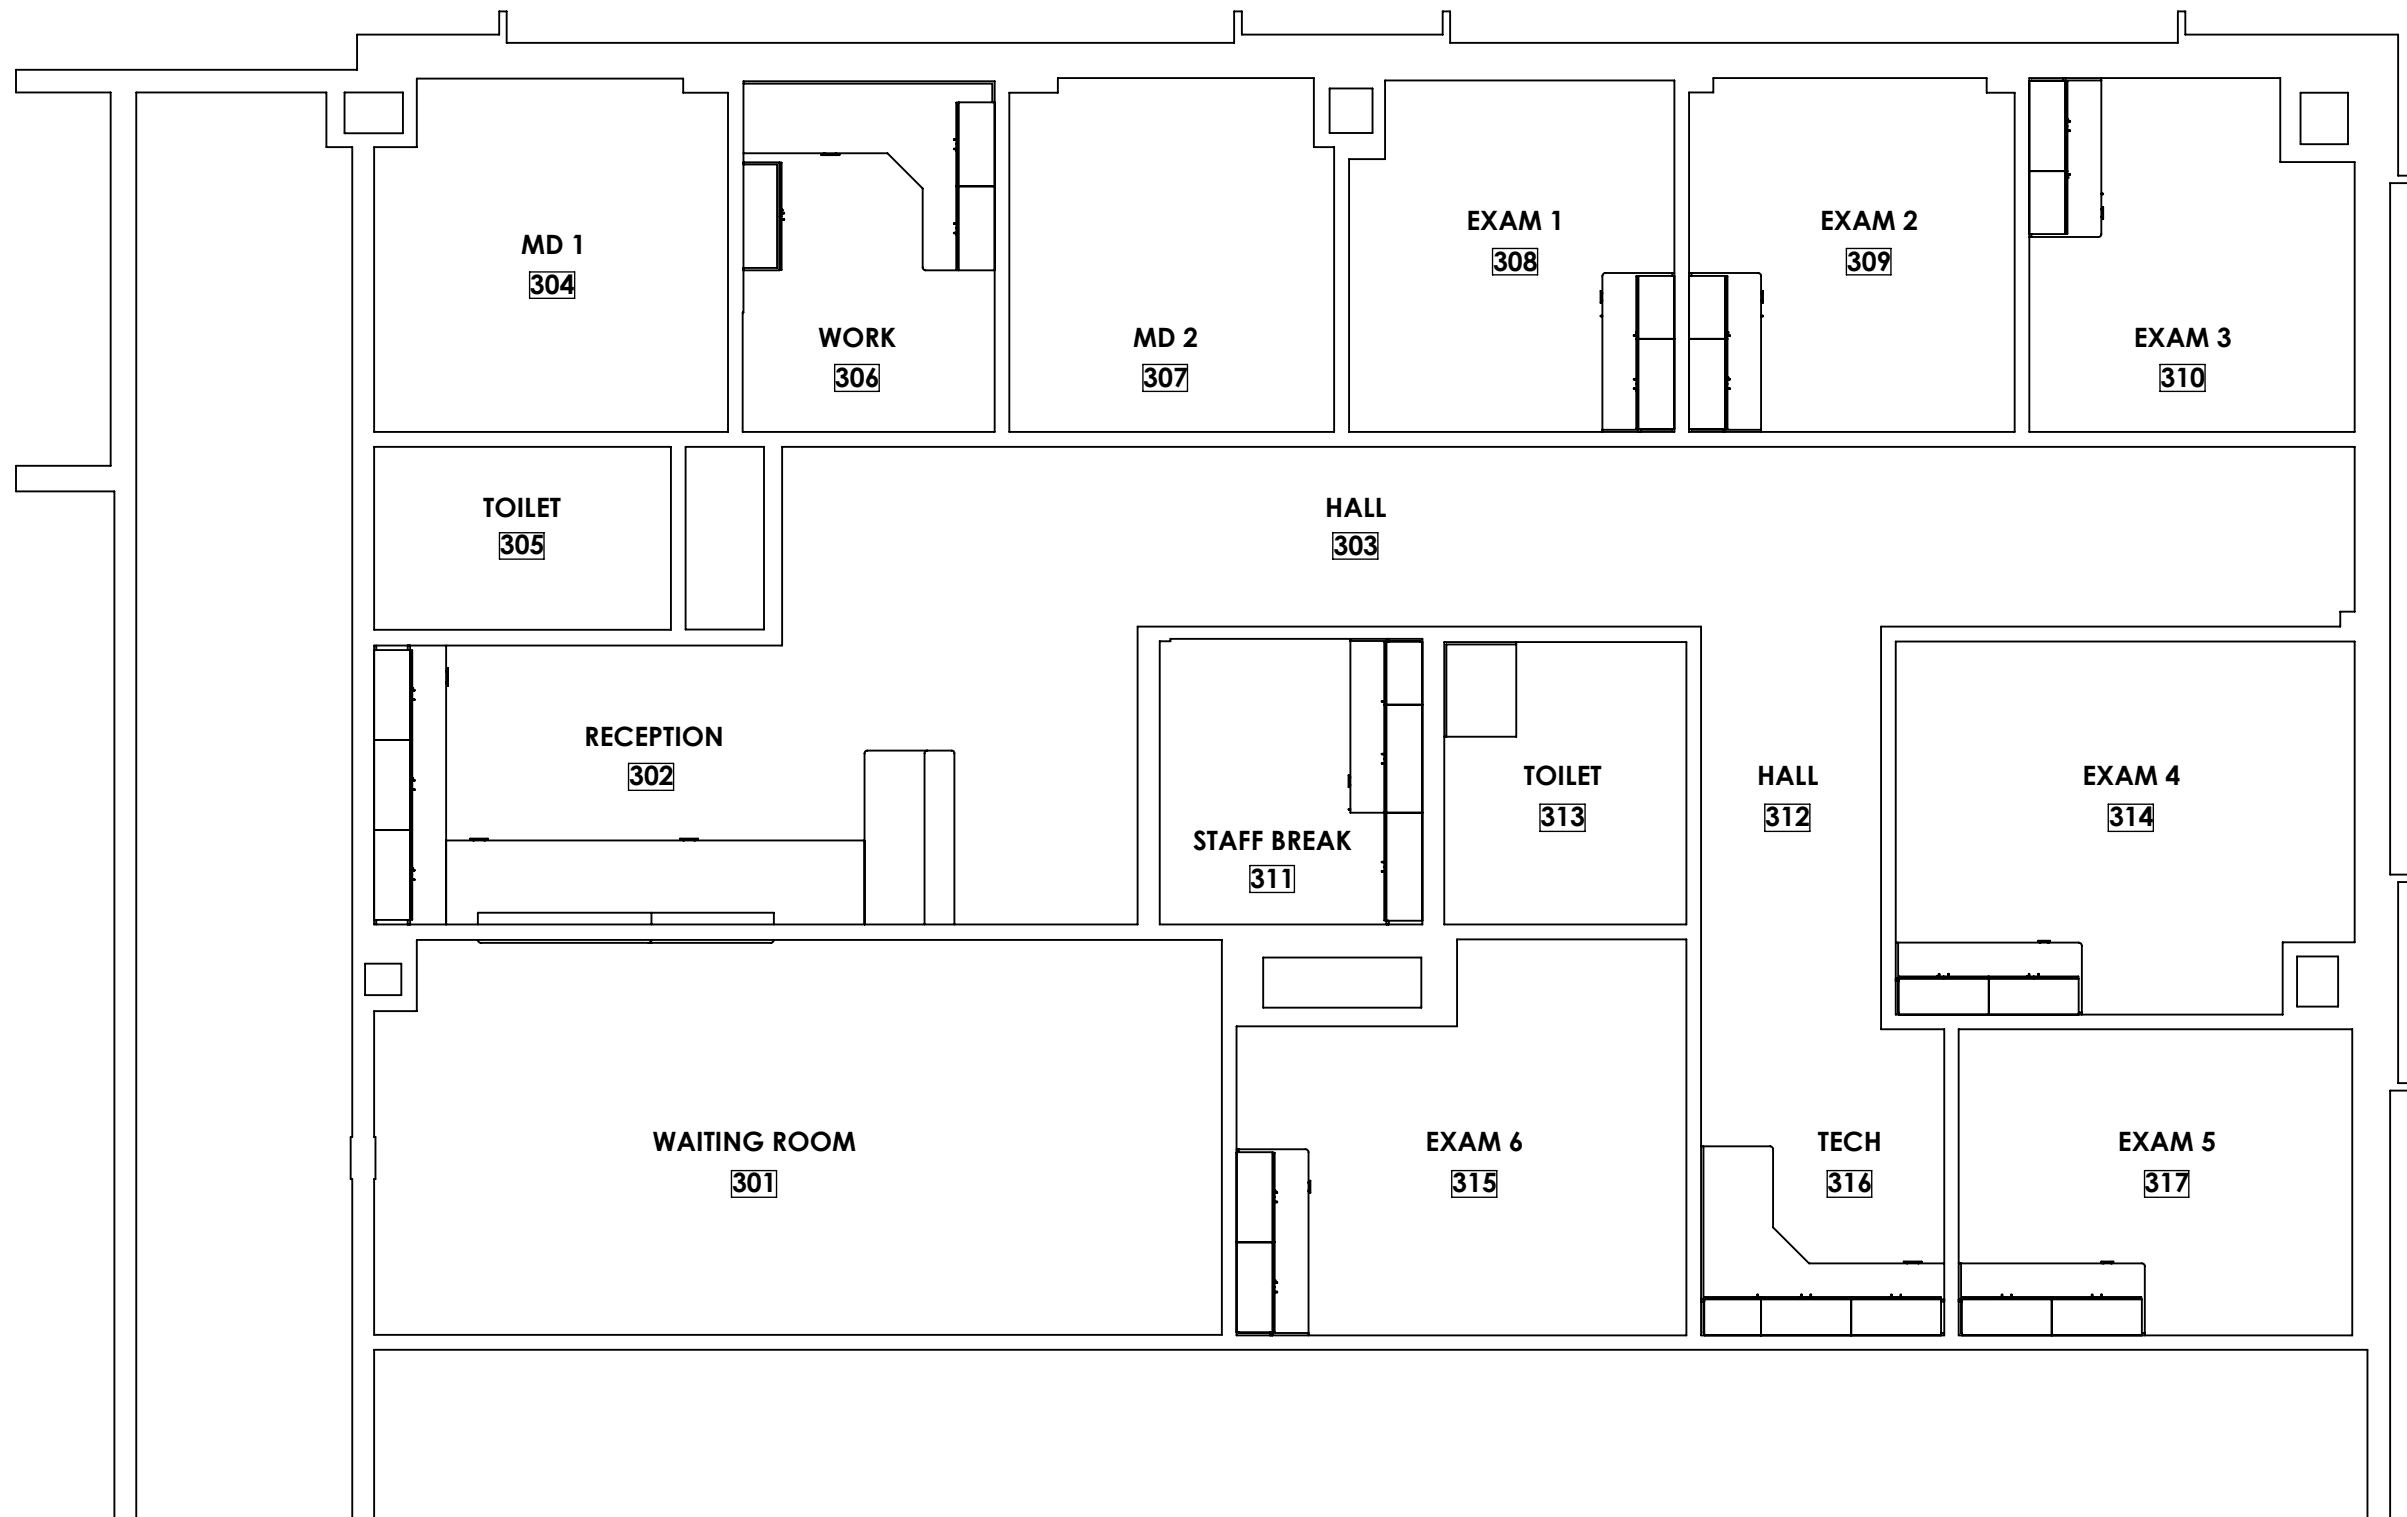 MD 1
304
WORK
306
MD 2
307
EXAM 1
308
EXAM 2
309
EXAM 3
310
TOILET
305
HALL
303
RECEPTION
302
STAFF BREAK
311
TOILET
313
HALL
312
EXAM 4
314
WAITING ROOM
301
EXAM 6
315
TECH
316
EXAM 5
317